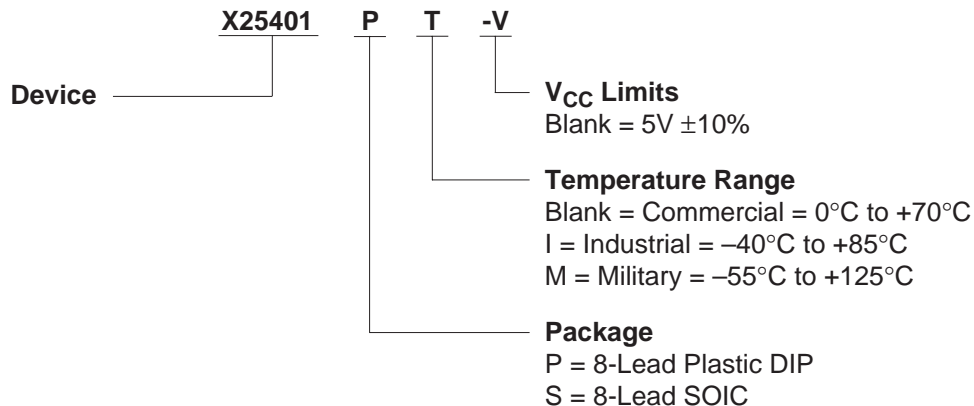 X25401 P T -V
Device
VCC Limits
Blank = 5V ±10%
Temperature Range
Blank = Commercial = 0°C to +70°C
I = Industrial = –40°C to +85°C
M = Military = –55°C to +125°C
Package
P = 8-Lead Plastic DIP
S = 8-Lead SOIC